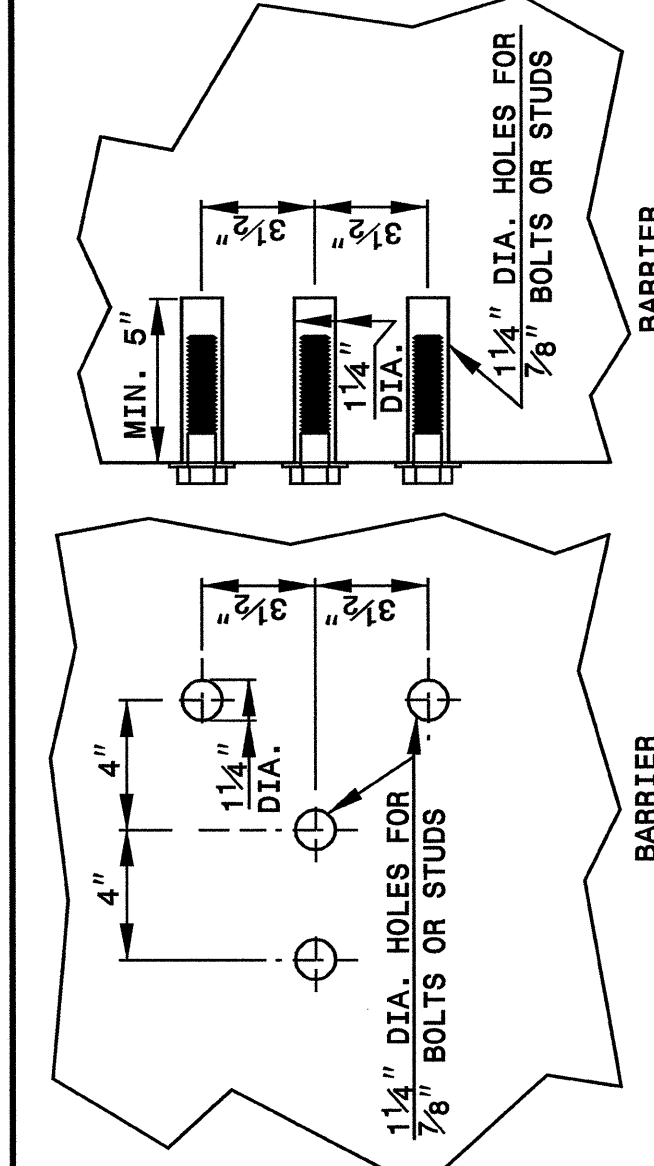 4"
4"
3½"
3½"
1¼"
DIA.
1¼" DIA. HOLES FOR
⅞" BOLTS OR STUDS
BARRIER
MIN. 5"
3½"
3½"
1¼"
DIA.
1¼" DIA. HOLES FOR
⅞" BOLTS OR STUDS
BARRIER